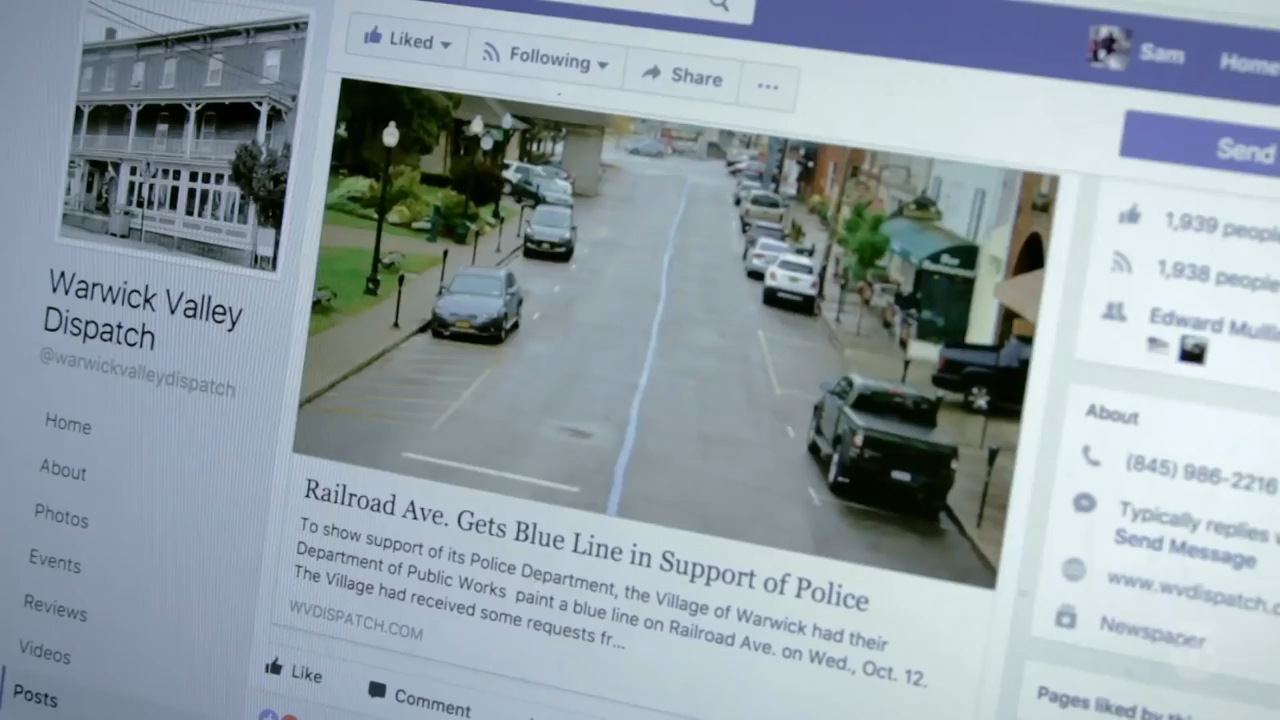 Liked
Following
Share
...
Sam
Home
Send
Warwick Valley
Dispatch
@warwickvalleydispatch
Home
About
Photos
Events
Reviews
Videos
Posts
Railroad Ave. Gets Blue Line in Support of Police
To show support of its Police Department, the Village of Warwick had their
Department of Public Works paint a blue line on Railroad Ave. on Wed., Oct. 12.
The Village had received some requests fr...
WVDISPATCH.COM
Like
Comment
1,939 people
1,938 people
Edward
About
(845) 986-2216
Typically replies
Send Message
www.wvdispatch.c
Newspaper
Pages liked by